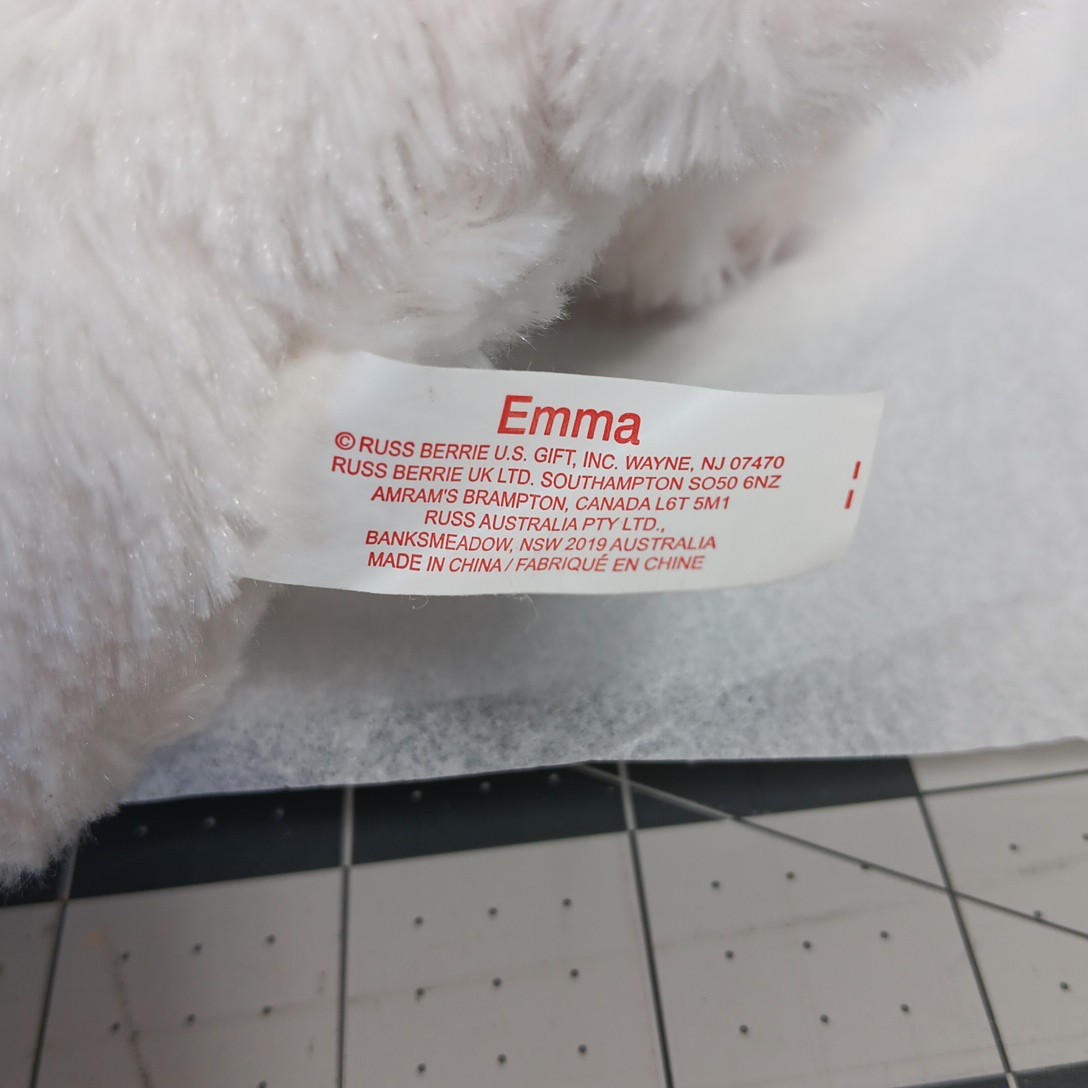 Emma
© RUSS BERRIE U.S. GIFT, INC. WAYNE, NJ 07470
RUSS BERRIE UK LTD. SOUTHAMPTON SO50 6NZ
AMRAM'S BRAMPTON, CANADA L6T 5M1
RUSS AUSTRALIA PTY LTD.,
BANKSMEADOW, NSW 2019 AUSTRALIA
MADE IN CHINA / FABRIQUÉ EN CHINE